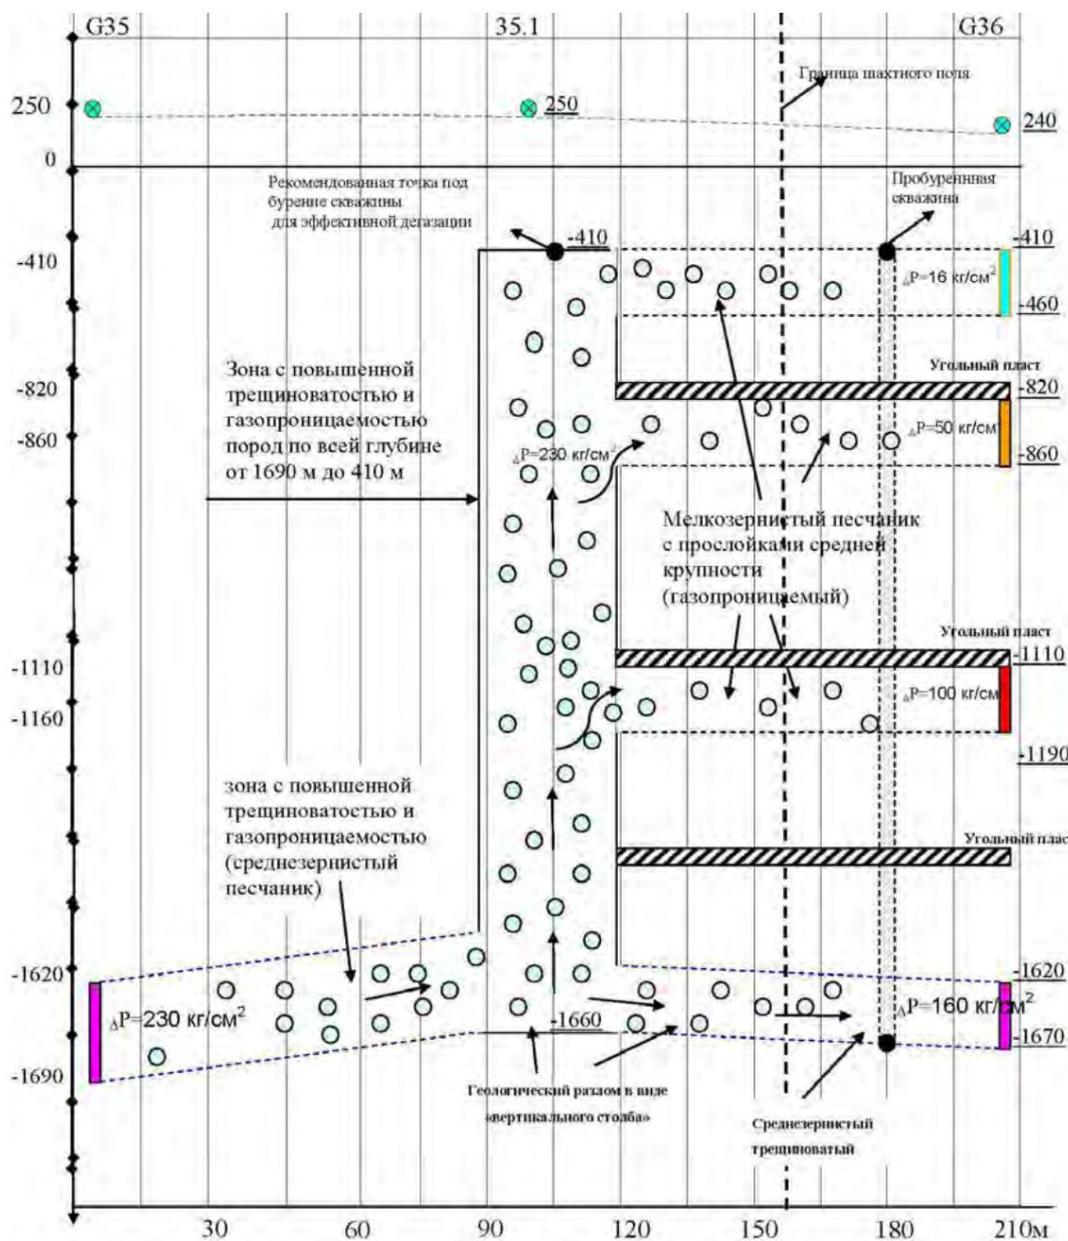 G35 35.1 G36
Граница шахтного поля
250 250 240
0
Рекомендованная точка под
бурение скважины
для эффективной дегазации
Пробуреннная
скважина
-410 -410 -410
ΔP=16 кг/см²
-460
Угольный пласт
-820 -820
Зона с повышенной
трещиноватостью и
газопроницаемостью
пород по всей глубине
от 1690 м до 410 м
ΔP=230 кг/см²
ΔP=50 кг/см
-860 -860
Мелкозернистый песчаник
с прослойками средней
крупности
(газопроницаемый)
Угольный пласт
-1110 -1110
ΔP=100 кг/см
-1160
-1190
зона с повышенной
трещиноватостью и
газопроницаемостью
(среднезернистый
песчаник)
Угольный плас
-1620 -1620
ΔP=230 кг/см²
-1660
ΔP=160 кг/см²
-1670
-1690
Геологический разлом в виде
«вертикального столба»
Среднезернистый
трещиноватый
30 60 90 120 150 180 210м